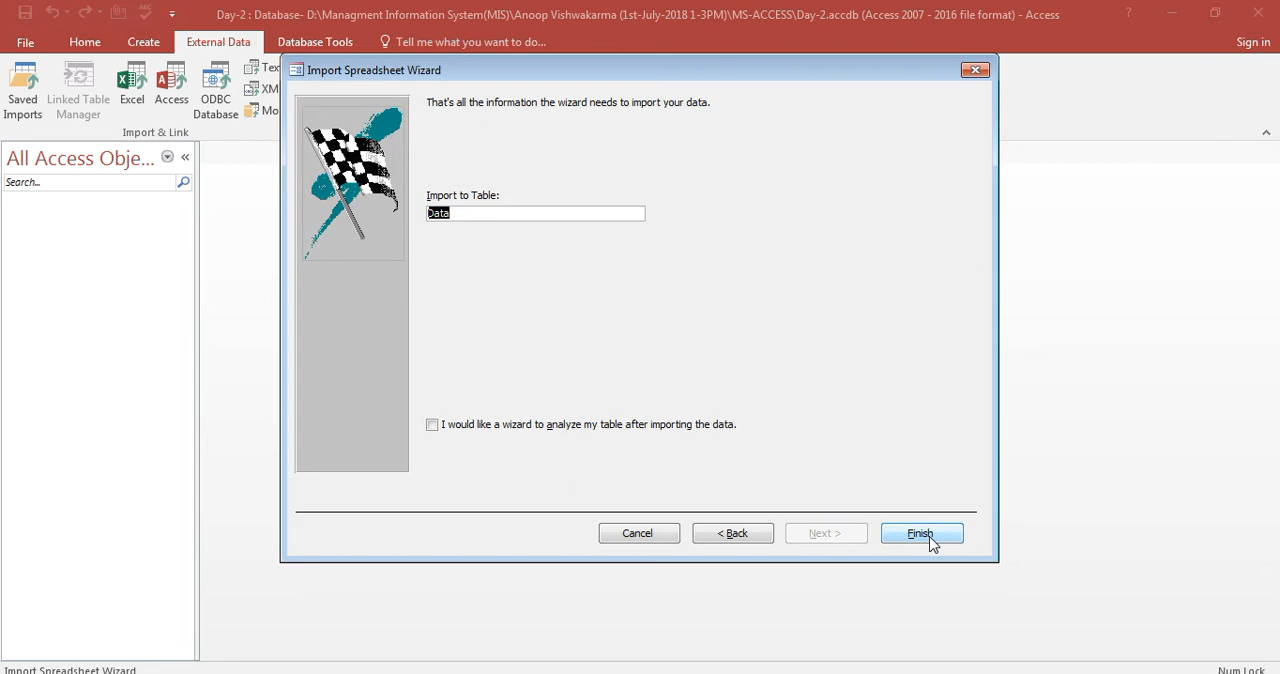 Day-2 : Database- D:\Managment Information System(MIS)\Anoop Vishwakarma (1st-July-2018 1-3PM)\MS-ACCESS\Day-2.accdb (Access 2007 - 2016 file format) - Access
File Home Create External Data Database Tools Tell me what you want to do... Sign in
Saved Imports
Linked Table Manager
Excel
Access
ODBC Database
Tex
XM
Mo
Import & Link
All Access Obje...
Search...
Import Spreadsheet Wizard
That's all the information the wizard needs to import your data.
Import to Table:
Data
I would like a wizard to analyze my table after importing the data.
Cancel < Back Next > Finish
Import Spreadsheet Wizard
Num Lock